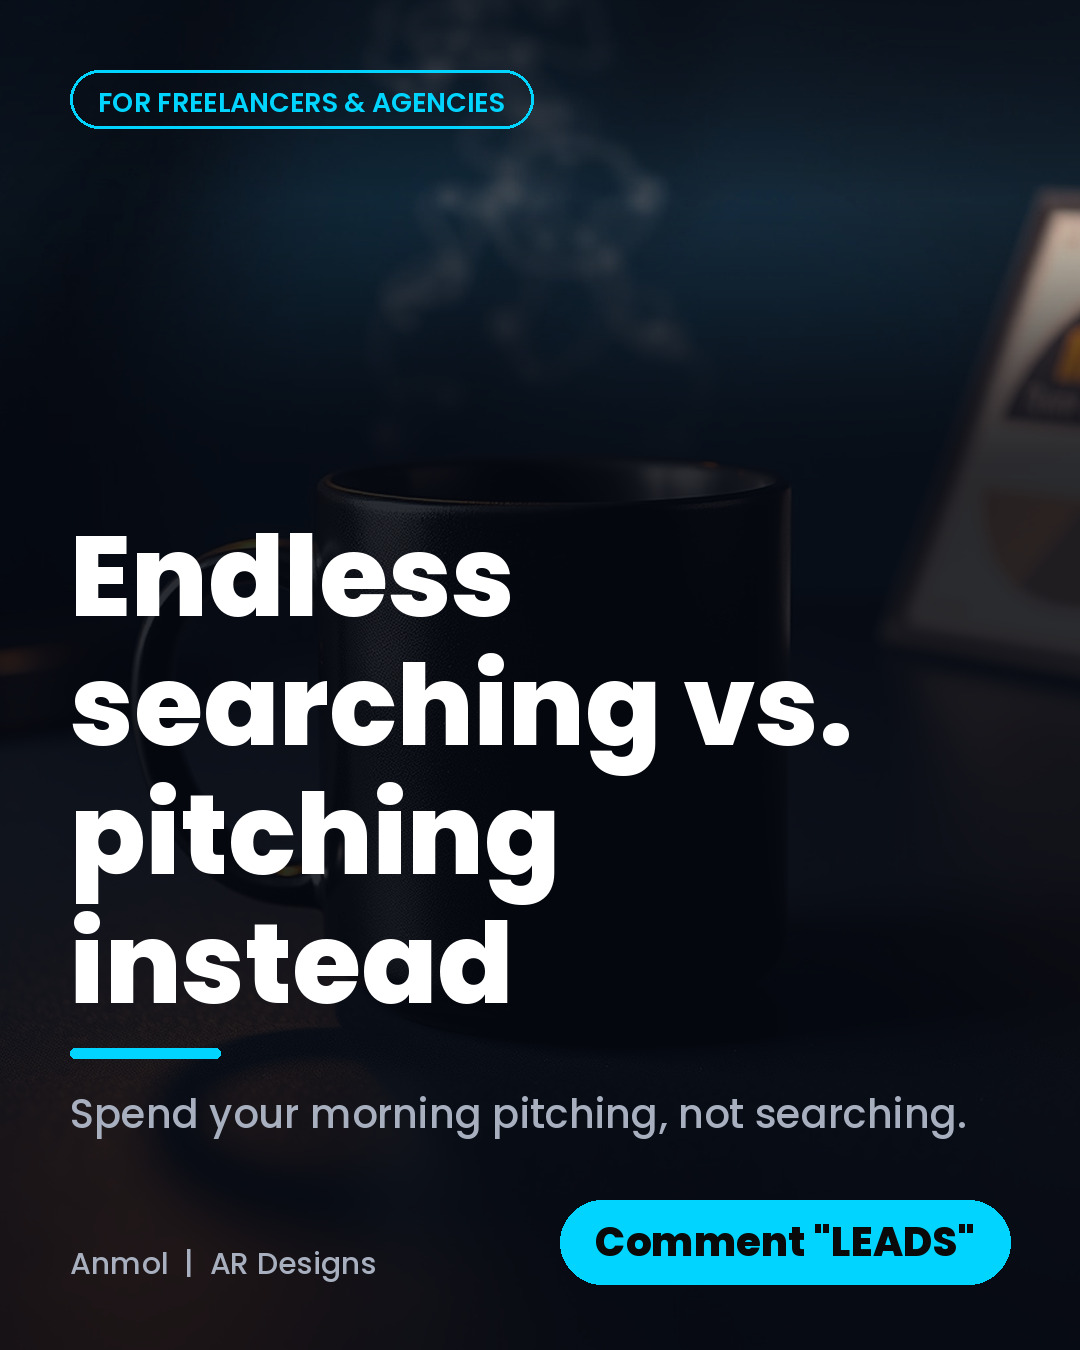 FOR FREELANCERS & AGENCIES
Endless
searching vs.
pitching
instead
Spend your morning pitching, not searching.
Anmol | AR Designs
Comment "LEADS"